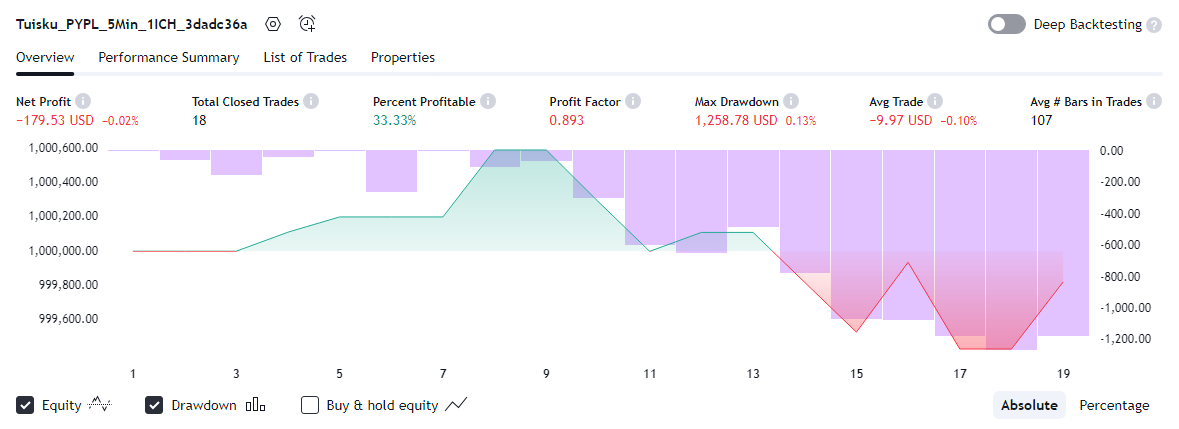 Tuisku_PYPL_5Min_1ICH_3dadc36a
Deep Backtesting ?
Overview Performance Summary List of Trades Properties
Net Profit i Total Closed Trades i Percent Profitable i Profit Factor i Max Drawdown i Avg Trade i Avg # Bars in Trades i
−179.53 USD −0.02% 18 33.33% 0.893 1,258.78 USD 0.13% −9.97 USD −0.10% 107
1,000,600.00 0.00
1,000,400.00 -200.00
1,000,200.00 -400.00
1,000,000.00 -600.00
999,800.00 -800.00
999,600.00 -1,000.00
-1,200.00
1 3 5 7 9 11 13 15 17 19
Equity Drawdown Buy & hold equity Absolute Percentage